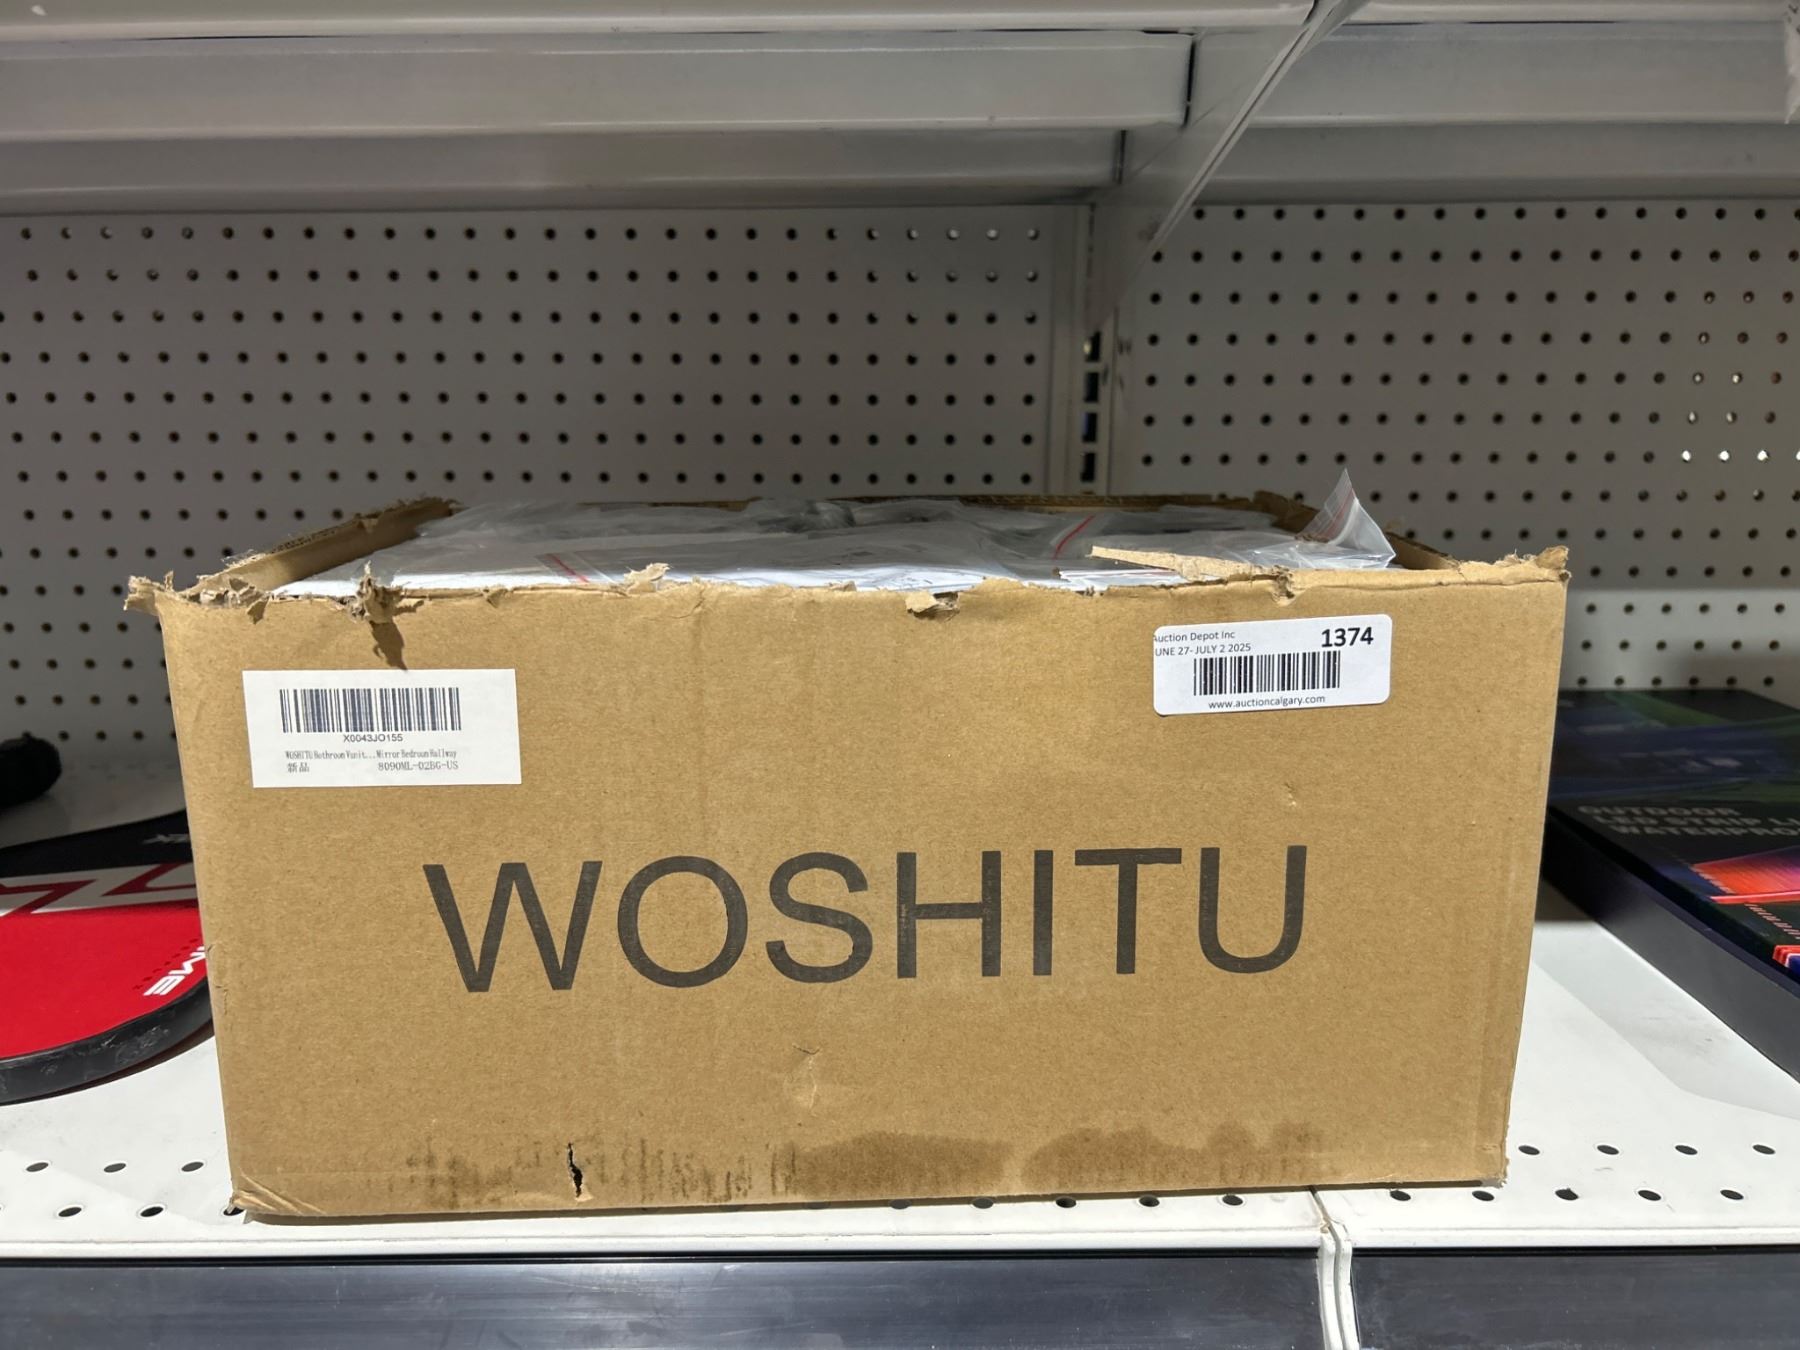 Auction Depot Inc
1374
UNE 27- JULY 2 2025
www.auctioncalgary.com
X0043JO155
WOSHITU Bathroom Vanit... Mirror Bedroom Hallway
新品
8090ML-02BG-US
WOSHITU
OUTDOOR
LED STRIP LI
WATERPRO